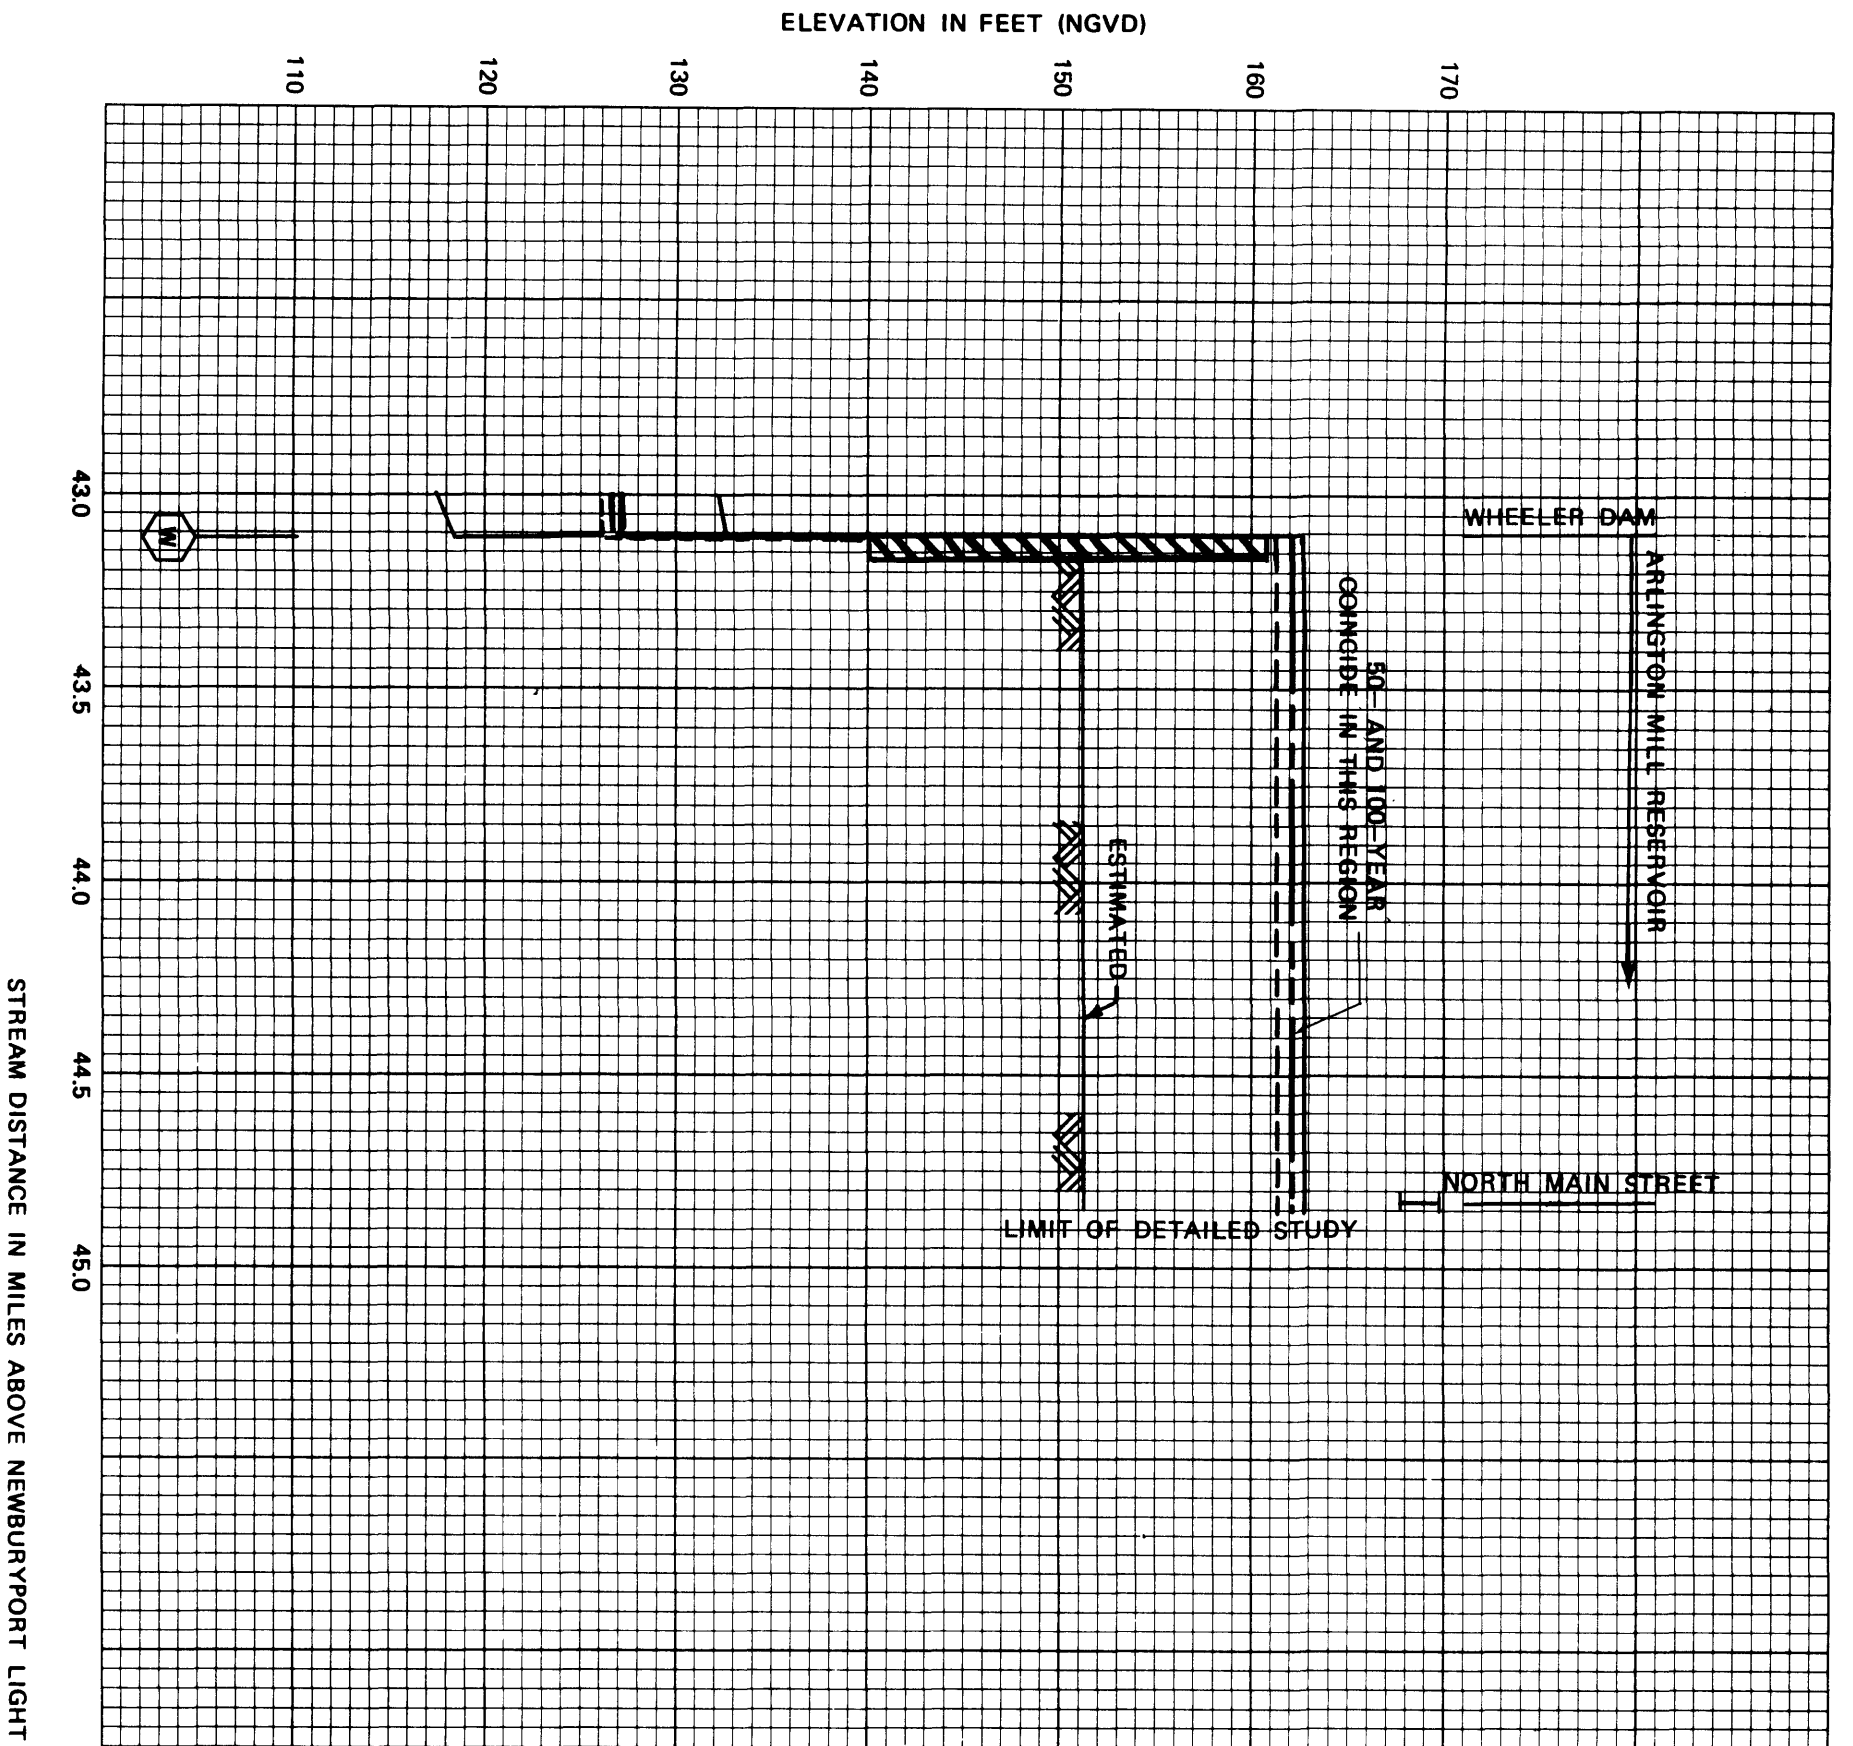 ELEVATION IN FEET (NGVD)
110
120
130
140
150
160
170
WHEELER DAM
ARLINGTON MILL RESERVOIR
50- AND 100-YEAR
COINCIDE IN THIS REGION
ESTIMATED
NORTH MAIN STREET
LIMIT OF DETAILED STUDY
W
43.0
43.5
44.0
44.5
45.0
STREAM DISTANCE IN MILES ABOVE NEWBURYPORT LIGHT